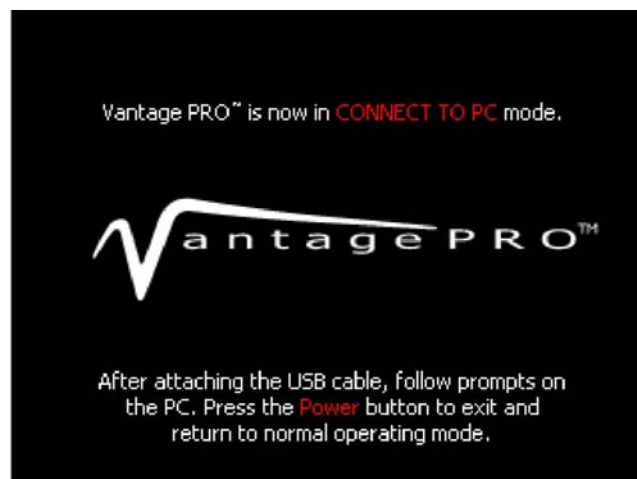 Vantage PRO™ is now in CONNECT TO PC mode.
VantagePRO™
After attaching the USB cable, follow prompts on
the PC. Press the Power button to exit and
return to normal operating mode.